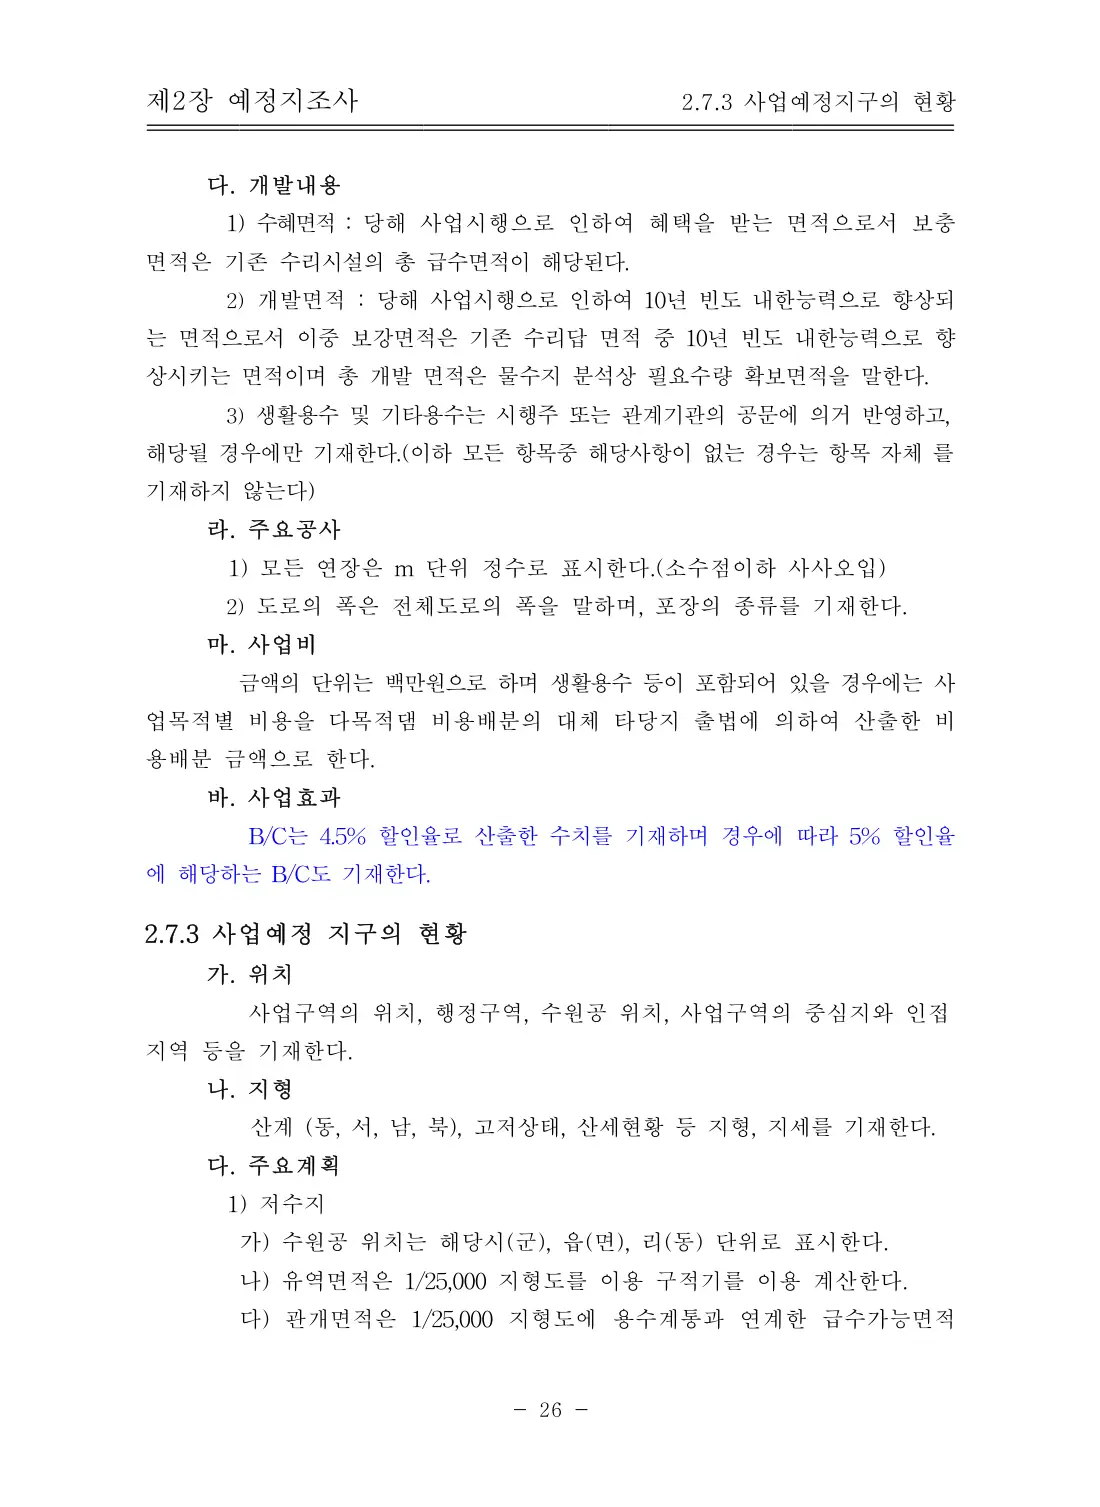 제2장 예정지조사
2.7.3 사업예정지구의 현황
다. 개발내용
1) 수혜면적 : 당해 사업시행으로 인하여 혜택을 받는 면적으로서 보충
면적은 기존 수리시설의 총 급수면적이 해당된다.
2) 개발면적 : 당해 사업시행으로 인하여 10년 빈도 내한능력으로 향상되
는 면적으로서 이중 보강면적은 기존 수리답 면적 중 10년 빈도 내한능력으로 향
상시키는 면적이며 총 개발 면적은 물수지 분석상 필요수량 확보면적을 말한다.
3) 생활용수 및 기타용수는 시행주 또는 관계기관의 공문에 의거 반영하고,
해당될 경우에만 기재한다.(이하 모든 항목중 해당사항이 없는 경우는 항목 자체 를
기재하지 않는다)
라. 주요공사
1) 모든 연장은 m 단위 정수로 표시한다.(소수점이하 사사오입)
2) 도로의 폭은 전체도로의 폭을 말하며, 포장의 종류를 기재한다.
마. 사업비
금액의 단위는 백만원으로 하며 생활용수 등이 포함되어 있을 경우에는 사
업목적별 비용을 다목적댐 비용배분의 대체 타당지 출법에 의하여 산출한 비
용배분 금액으로 한다.
바. 사업효과
B/C는 4.5% 할인율로 산출한 수치를 기재하며 경우에 따라 5% 할인율
에 해당하는 B/C도 기재한다.
2.7.3 사업예정 지구의 현황
가. 위치
사업구역의 위치, 행정구역, 수원공 위치, 사업구역의 중심지와 인접
지역 등을 기재한다.
나. 지형
산계 (동, 서, 남, 북), 고저상태, 산세현황 등 지형, 지세를 기재한다.
다. 주요계획
1) 저수지
가) 수원공 위치는 해당시(군), 읍(면), 리(동) 단위로 표시한다.
나) 유역면적은 1/25,000 지형도를 이용 구적기를 이용 계산한다.
다) 관개면적은 1/25,000 지형도에 용수계통과 연계한 급수가능면적
- 26 -